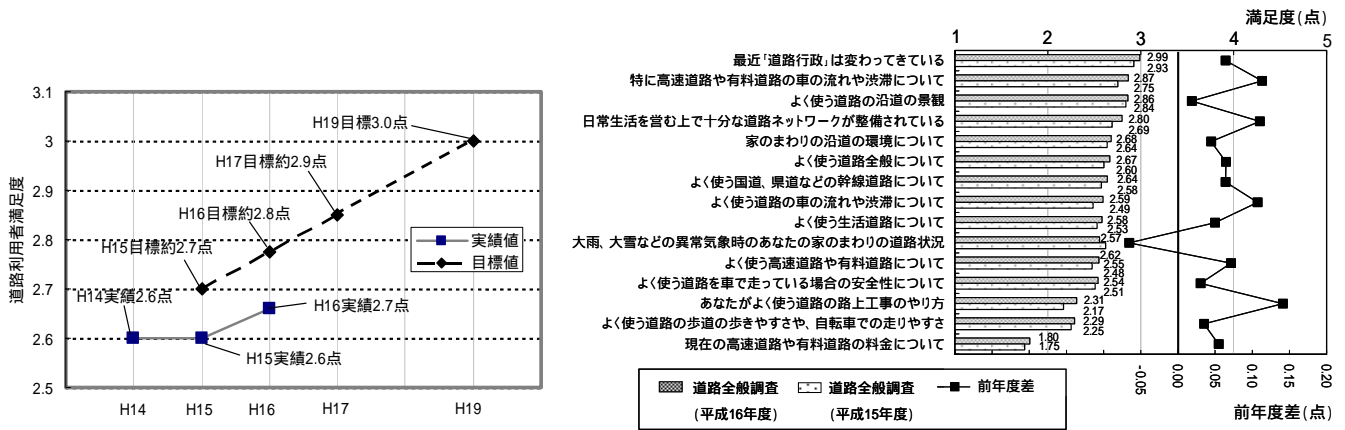 道路利用者満足度
3.1
3
2.9
2.8
2.7
2.6
2.5
H14
H15
H16
H17
H19
H19目標3.0点
H17目標約2.9点
H16目標約2.8点
H15目標約2.7点
H14実績2.6点
H16実績2.7点
H15実績2.6点
実績値
目標値
満足度(点)
1
2
3
4
5
最近「道路行政」は変わってきている
2.99
2.93
特に高速道路や有料道路の車の流れや渋滞について
2.87
2.75
よく使う道路の沿道の景観
2.86
2.84
日常生活を営む上で十分な道路ネットワークが整備されている
2.80
2.69
家のまわりの沿道の環境について
2.68
2.64
よく使う道路全般について
2.67
2.60
よく使う国道、県道などの幹線道路について
2.64
2.58
よく使う道路の車の流れや渋滞について
2.59
2.49
よく使う生活道路について
2.58
2.53
大雨、大雪などの異常気象時のあなたの家のまわりの道路状況
2.57
2.62
よく使う高速道路や有料道路について
2.55
2.48
よく使う道路を車で走っている場合の安全性について
2.54
2.51
あなたがよく使う道路の路上工事のやり方
2.31
2.17
よく使う道路の歩道の歩きやすさや、自転車での走りやすさ
2.29
2.25
現在の高速道路や有料道路の料金について
1.80
1.75
-0.05
0.00
0.05
0.10
0.15
0.20
前年度差(点)
道路全般調査
(平成16年度)
道路全般調査
(平成15年度)
前年度差